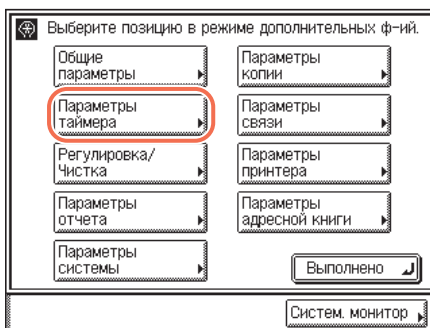 Выберите позицию в режиме дополнительных ф-ий.
Общие
параметры
Параметры
копии
Параметры
таймера
Параметры
связи
Регулировка/
Чистка
Параметры
принтера
Параметры
отчета
Параметры
адресной книги
Параметры
системы
Выполнено
Систем. монитор